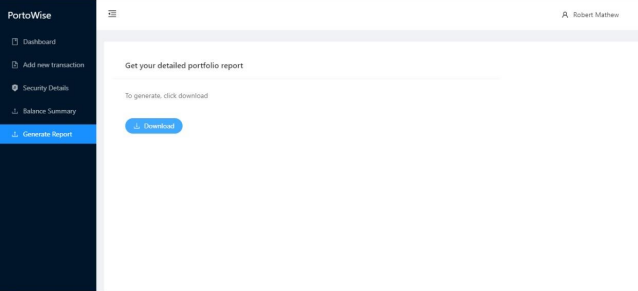 PortoWise
Robert Mathew
Dashboard
Add new transaction
Security Details
Balance Summary
Generate Report
Get your detailed portfolio report
To generate, click download
Download